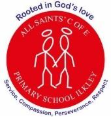 Rooted in God's love
ALL SAINTS' C OF E
PRIMARY SCHOOL ILKLEY
Service, Compassion, Perseverance, Respect